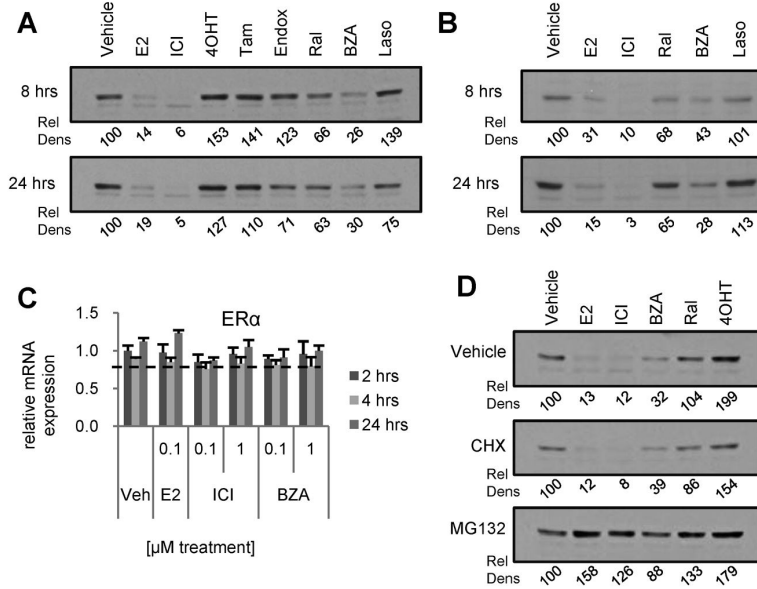 A
Vehicle E2 ICI 4OHT Tam Endox Ral BZA Laso
8 hrs
Rel
Dens 100 14 6 153 141 123 66 26 139
24 hrs
Rel
Dens 100 19 5 127 110 71 63 30 75
B
Vehicle E2 ICI Ral BZA Laso
8 hrs
Rel
Dens 100 31 10 68 43 101
24 hrs
Rel
Dens 100 15 3 65 28 113
C
ERα
relative mRNA
expression
1.5
1.0
0.5
0.0
2 hrs
4 hrs
24 hrs
0.1 0.1 1 0.1 1
Veh E2 ICI BZA
[µM treatment]
D
Vehicle E2 ICI BZA Ral 4OHT
Vehicle
Rel
Dens 100 13 12 32 104 199
CHX
Rel
Dens 100 12 8 39 86 154
MG132
Rel
Dens 100 158 126 88 133 179